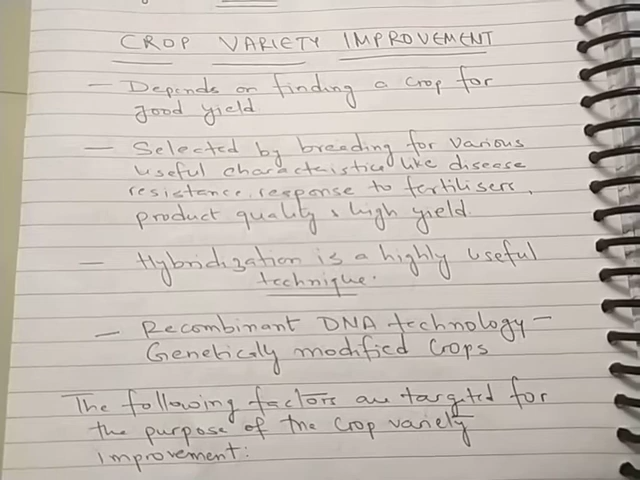 CROP VARIETY IMPROVEMENT
- Depends on finding a crop for
good yield
- Selected by breeding for various
useful characteristics like disease
resistance, response to fertilisers,
product quality & high yield.
- Hybridization is a highly useful
technique.
- Recombinant DNA technology -
Genetically modified Crops
The following factors are targeted for
the purpose of the crop variety
improvement: